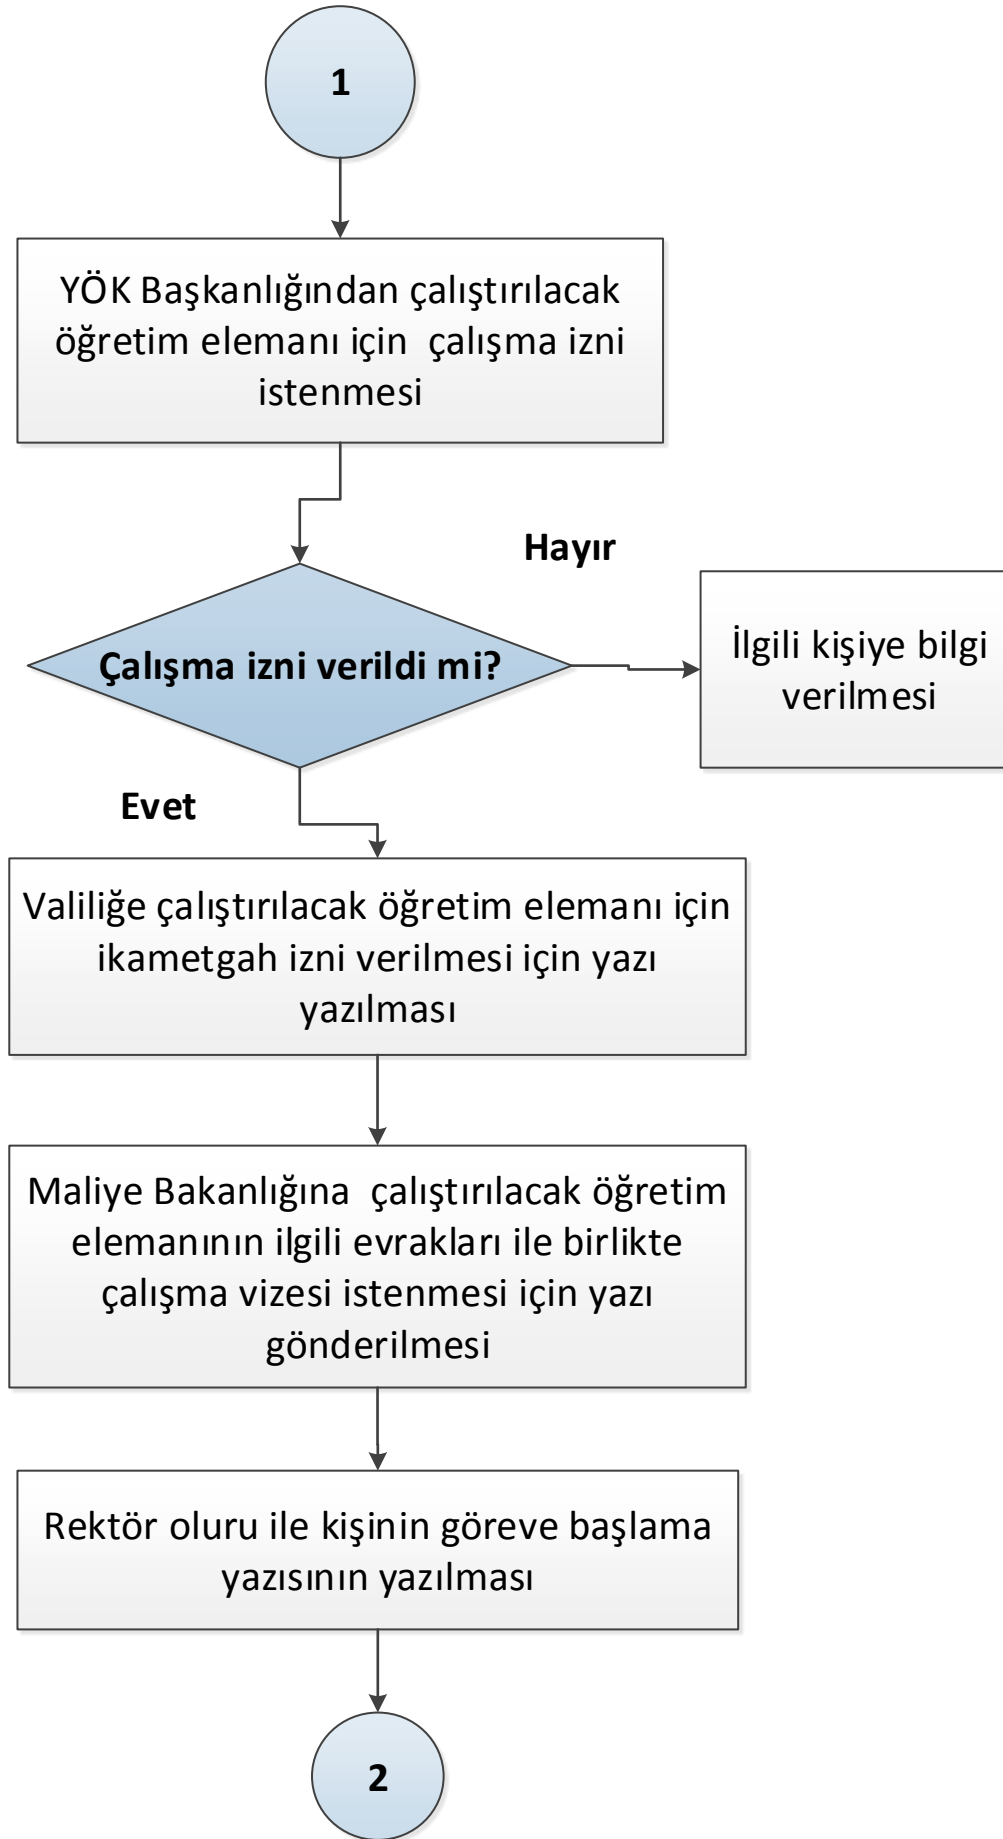 1
YÖK Başkanlığından çalıştırılacak
öğretim elemanı için  çalışma izni
istenmesi
Hayır
Çalışma izni verildi mi?
İlgili kişiye bilgi
verilmesi
Evet
Valiliğe çalıştırılacak öğretim elemanı için
ikametgah izni verilmesi için yazı
yazılması
Maliye Bakanlığına  çalıştırılacak öğretim
elemanının ilgili evrakları ile birlikte
çalışma vizesi istenmesi için yazı
gönderilmesi
Rektör oluru ile kişinin göreve başlama
yazısının yazılması
2